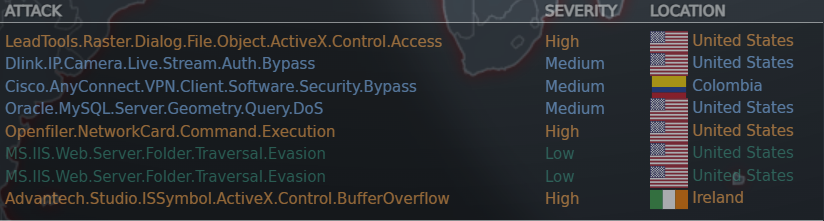 ATTACK SEVERITY LOCATION
LeadTools.Raster.Dialog.File.Object.ActiveX.Control.Access High United States
Dlink.IP.Camera.Live.Stream.Auth.Bypass Medium United States
Cisco.AnyConnect.VPN.Client.Software.Security.Bypass Medium Colombia
Oracle.MySQL.Server.Geometry.Query.DoS Medium United States
Openfiler.NetworkCard.Command.Execution High United States
MS.IIS.Web.Server.Folder.Traversal.Evasion Low United States
MS.IIS.Web.Server.Folder.Traversal.Evasion Low United States
Advantech.Studio.ISSymbol.ActiveX.Control.BufferOverflow High Ireland